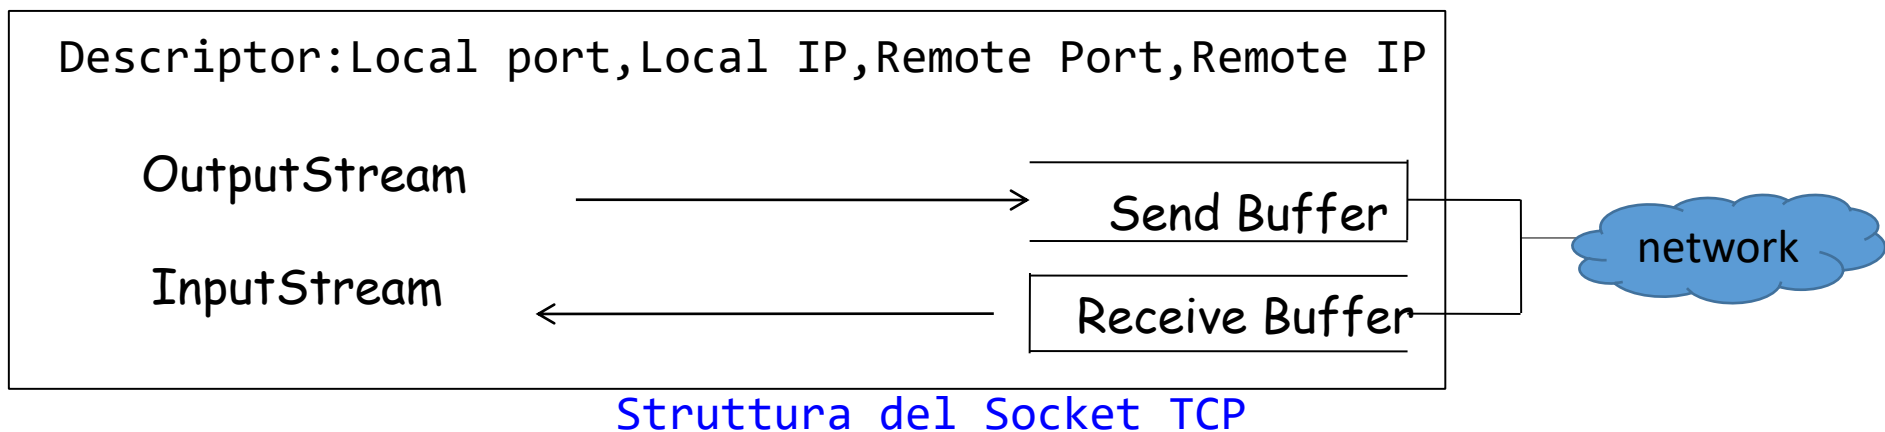 Descriptor:Local port,Local IP,Remote Port,Remote IP
OutputStream
Send Buffer
network
InputStream
Receive Buffer
Struttura del Socket TCP